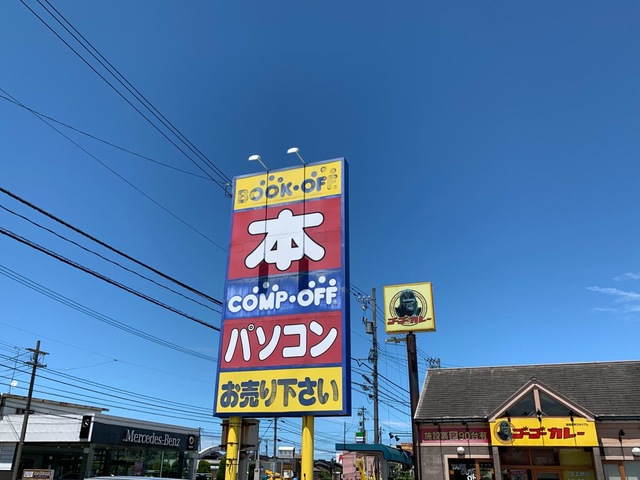 BOOK・OFF
本
COMP・OFF
パソコン
お売り下さい
ゴーゴーカレー
Mercedes-Benz
ゴーゴーカレー